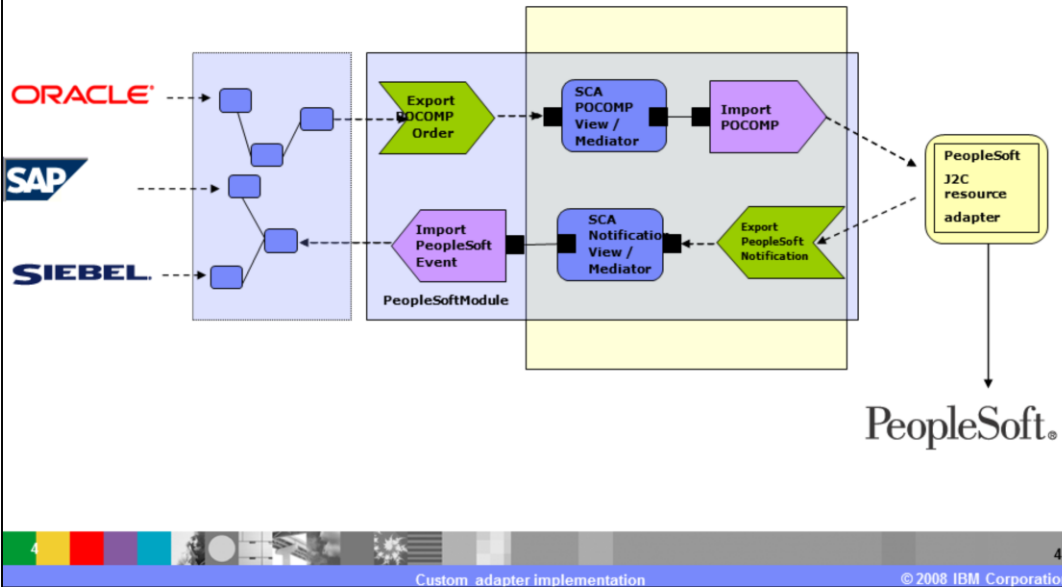 ORACLE®
SAP
SIEBEL.
Export
POCOMP
Order
SCA
POCOMP
View /
Mediator
Import
POCOMP
PeopleSoft
J2C
resource
adapter
Import
PeopleSoft
Event
SCA
Notification
View /
Mediator
Export
PeopleSoft
Notification
PeopleSoftModule
PeopleSoft®
4
4
Custom adapter implementation
© 2008 IBM Corporatio